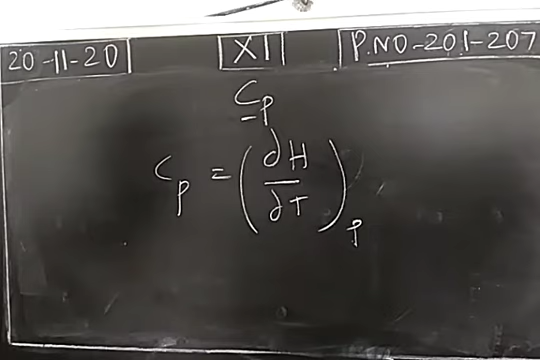 20-11-20 XI P.NO-201-207
Cp
Cp = (∂H/∂T)p